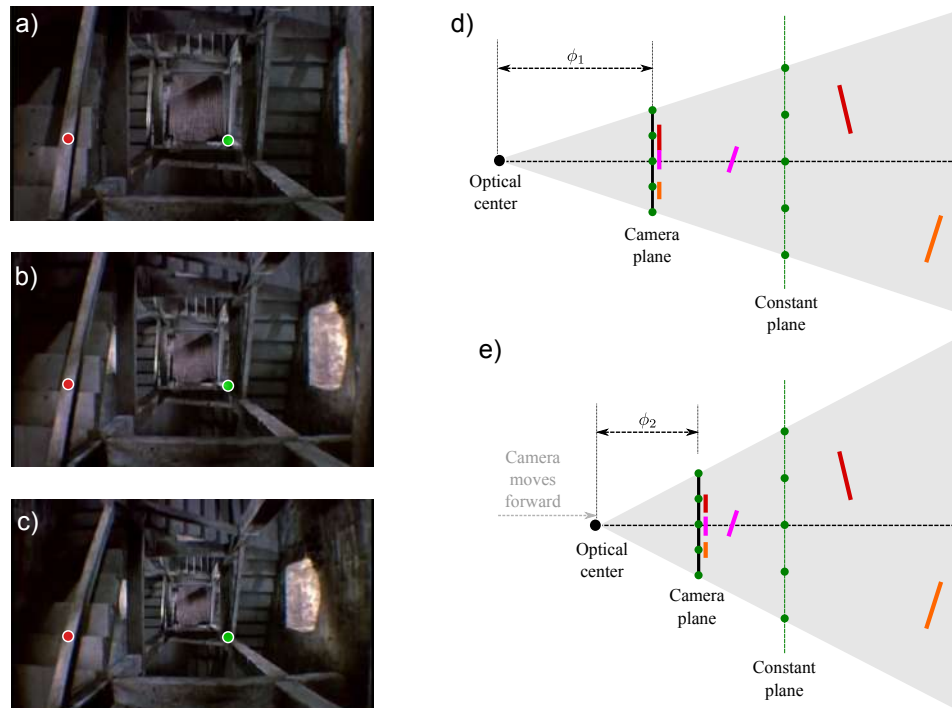 a)
b)
c)
d)
ϕ₁
Optical
center
Camera
plane
Constant
plane
e)
ϕ₂
Camera
moves
forward
Optical
center
Camera
plane
Constant
plane